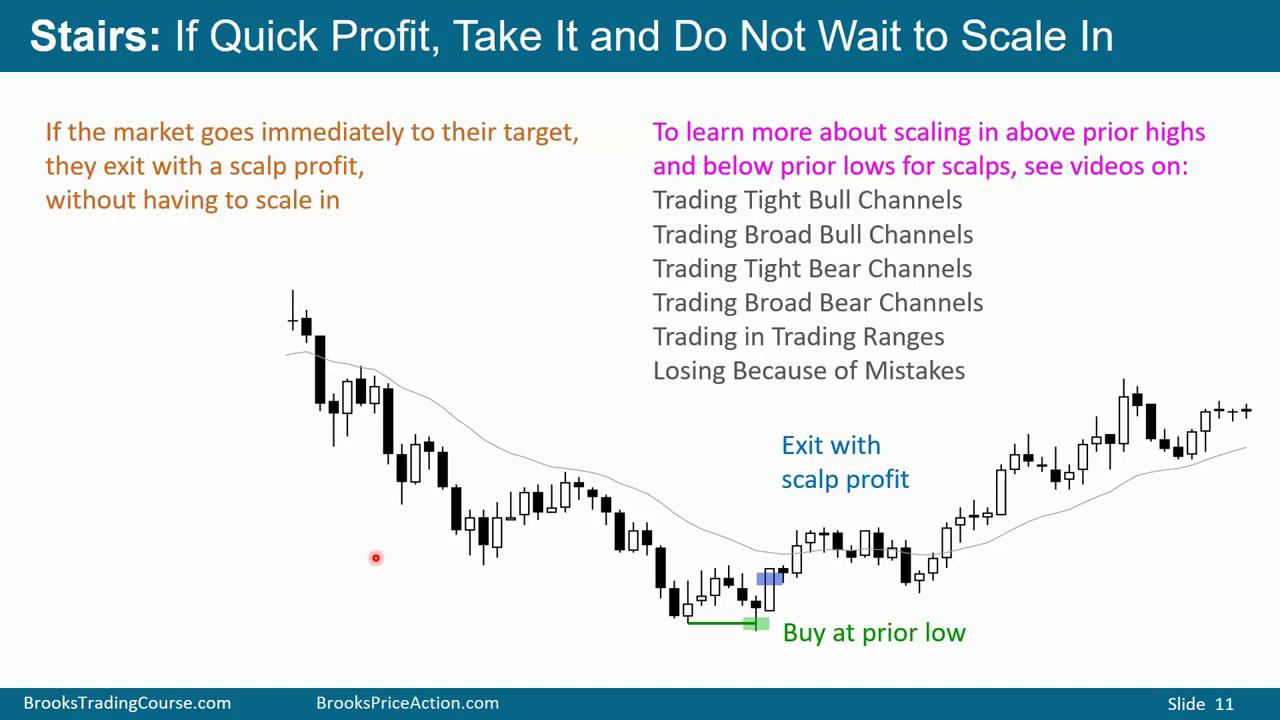 Stairs: If Quick Profit, Take It and Do Not Wait to Scale In
If the market goes immediately to their target,
they exit with a scalp profit,
without having to scale in
To learn more about scaling in above prior highs
and below prior lows for scalps, see videos on:
Trading Tight Bull Channels
Trading Broad Bull Channels
Trading Tight Bear Channels
Trading Broad Bear Channels
Trading in Trading Ranges
Losing Because of Mistakes
Exit with
scalp profit
Buy at prior low
BrooksTradingCourse.com
BrooksPriceAction.com
Slide 11